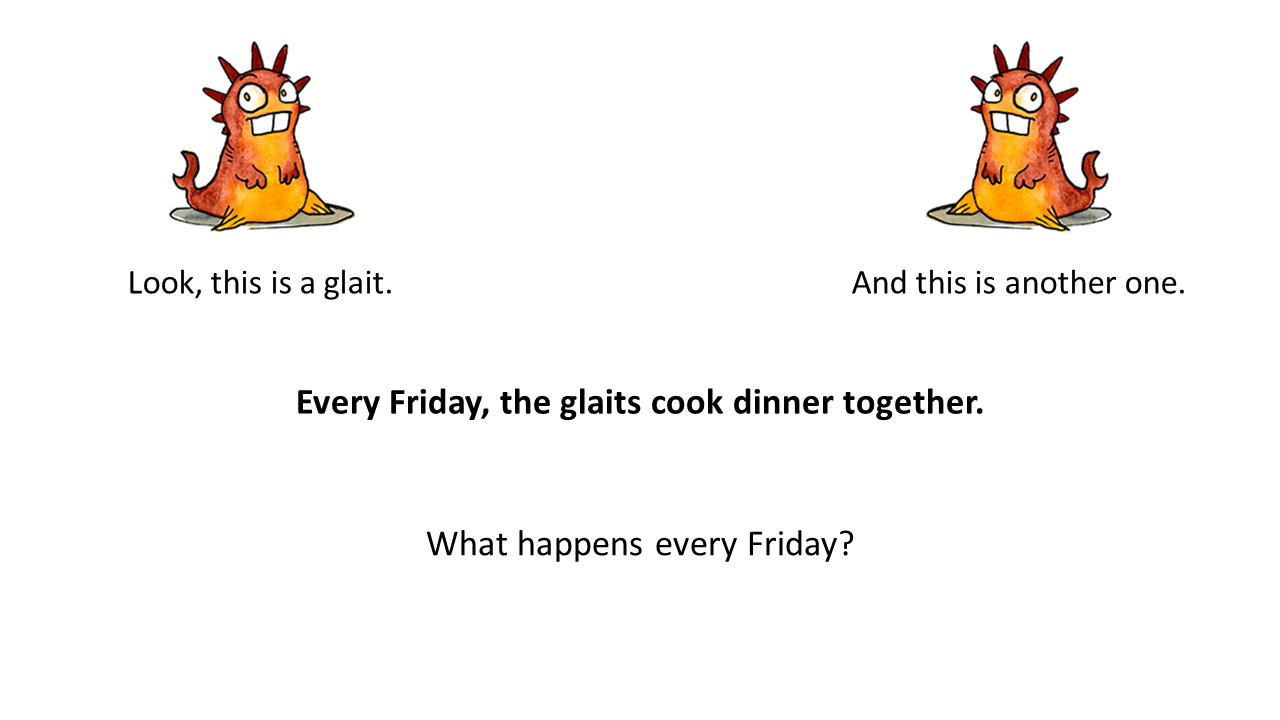 Look, this is a glait.
And this is another one.
Every Friday, the glaits cook dinner together.
What happens every Friday?